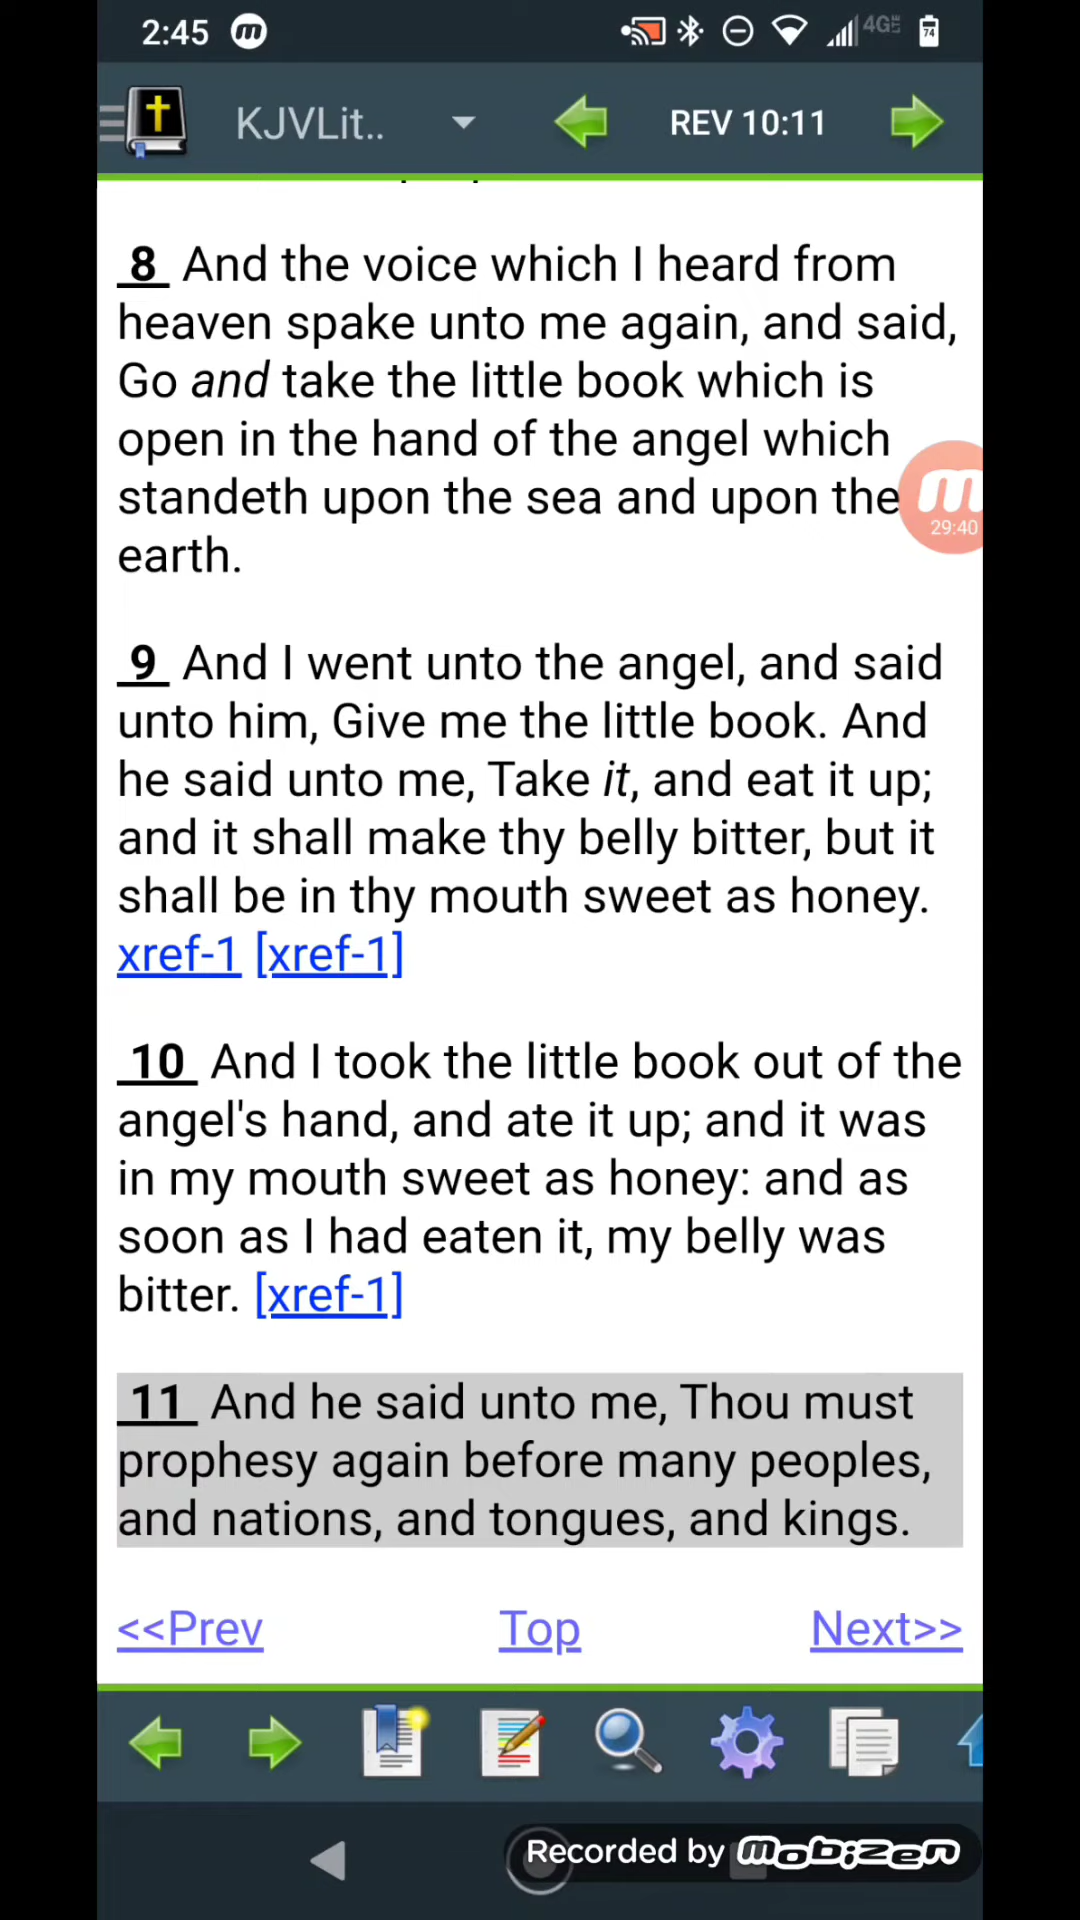 2:45
4G
74
KJVLit..
REV 10:11
8 And the voice which I heard from
heaven spake unto me again, and said,
Go and take the little book which is
open in the hand of the angel which
standeth upon the sea and upon the
earth.
29:40
9 And I went unto the angel, and said
unto him, Give me the little book. And
he said unto me, Take it, and eat it up;
and it shall make thy belly bitter, but it
shall be in thy mouth sweet as honey.
xref-1 [xref-1]
10 And I took the little book out of the
angel's hand, and ate it up; and it was
in my mouth sweet as honey: and as
soon as I had eaten it, my belly was
bitter. [xref-1]
11 And he said unto me, Thou must
prophesy again before many peoples,
and nations, and tongues, and kings.
<<Prev
Top
Next>>
Recorded by mobizen